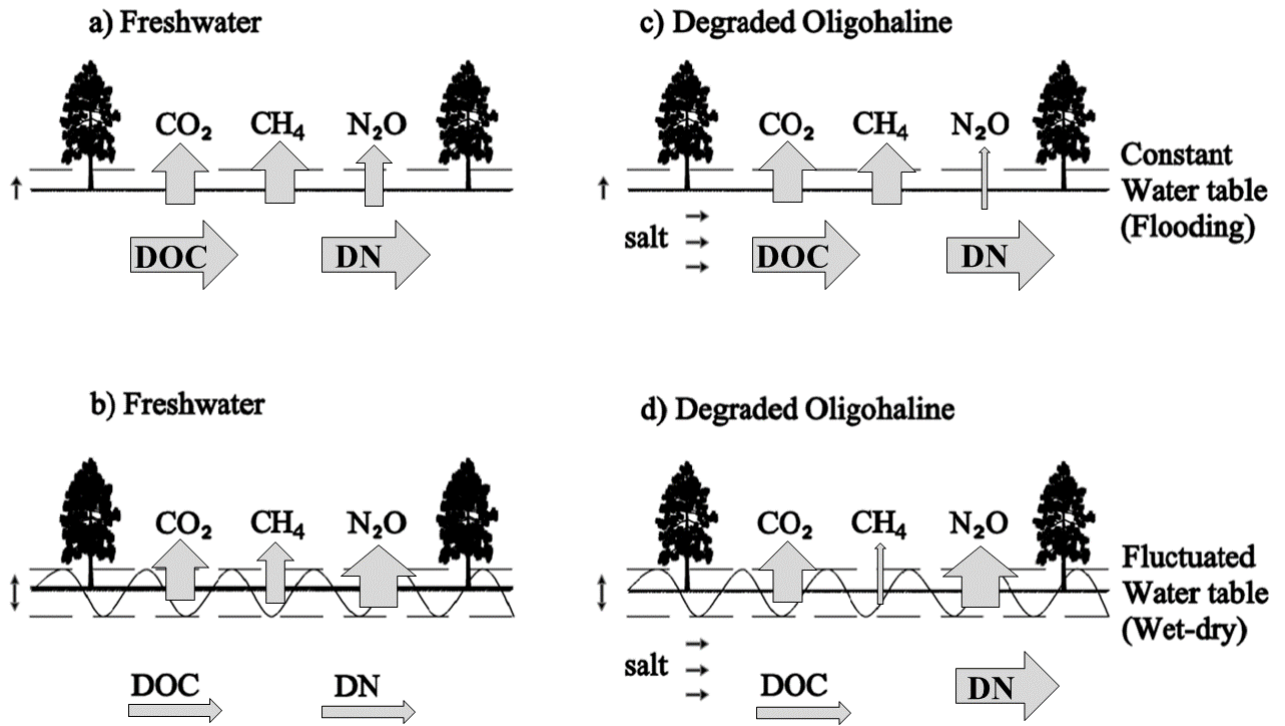 a) Freshwater
CO₂ CH₄ N₂O
DOC DN
c) Degraded Oligohaline
CO₂ CH₄ N₂O
Constant
Water table
(Flooding)
salt
DOC DN
b) Freshwater
CO₂ CH₄ N₂O
DOC DN
d) Degraded Oligohaline
CO₂ CH₄ N₂O
Fluctuated
Water table
(Wet-dry)
salt
DOC DN